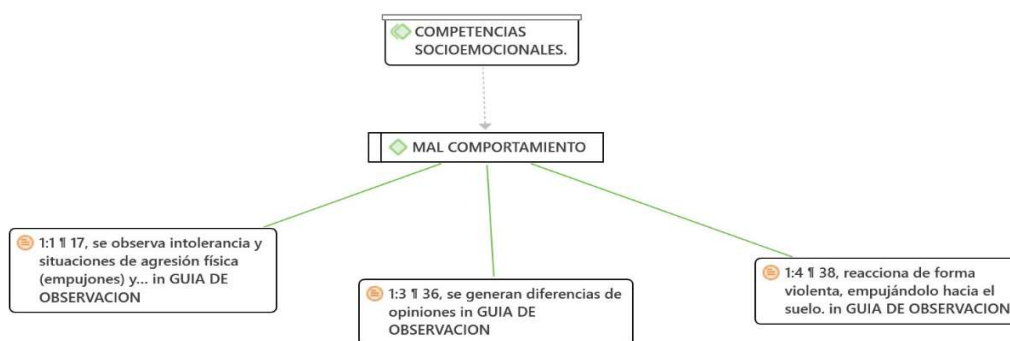 COMPETENCIAS
SOCIOEMOCIONALES.
MAL COMPORTAMIENTO
1:1 ¶ 17, se observa intolerancia y
situaciones de agresión física
(empujones) y... in GUIA DE
OBSERVACION
1:3 ¶ 36, se generan diferencias de
opiniones in GUIA DE
OBSERVACION
1:4 ¶ 38, reacciona de forma
violenta, empujándolo hacia el
suelo. in GUIA DE OBSERVACION